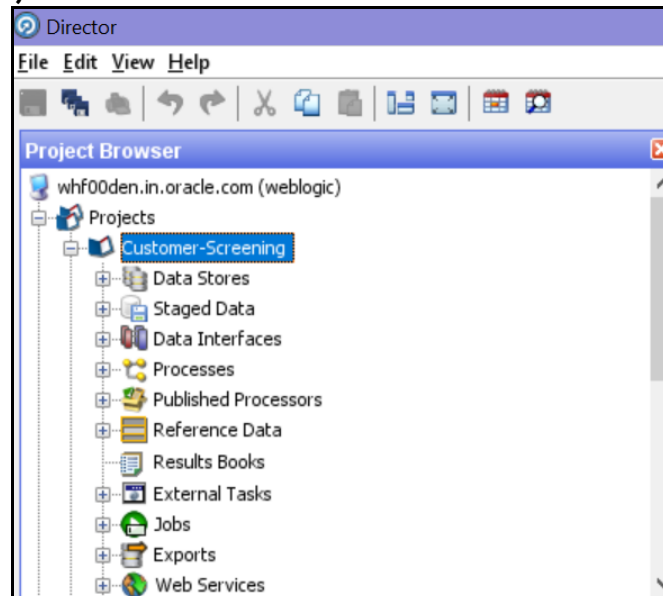 Director
File Edit View Help
Project Browser
whf00den.in.oracle.com (weblogic)
Projects
Customer-Screening
Data Stores
Staged Data
Data Interfaces
Processes
Published Processors
Reference Data
Results Books
External Tasks
Jobs
Exports
Web Services